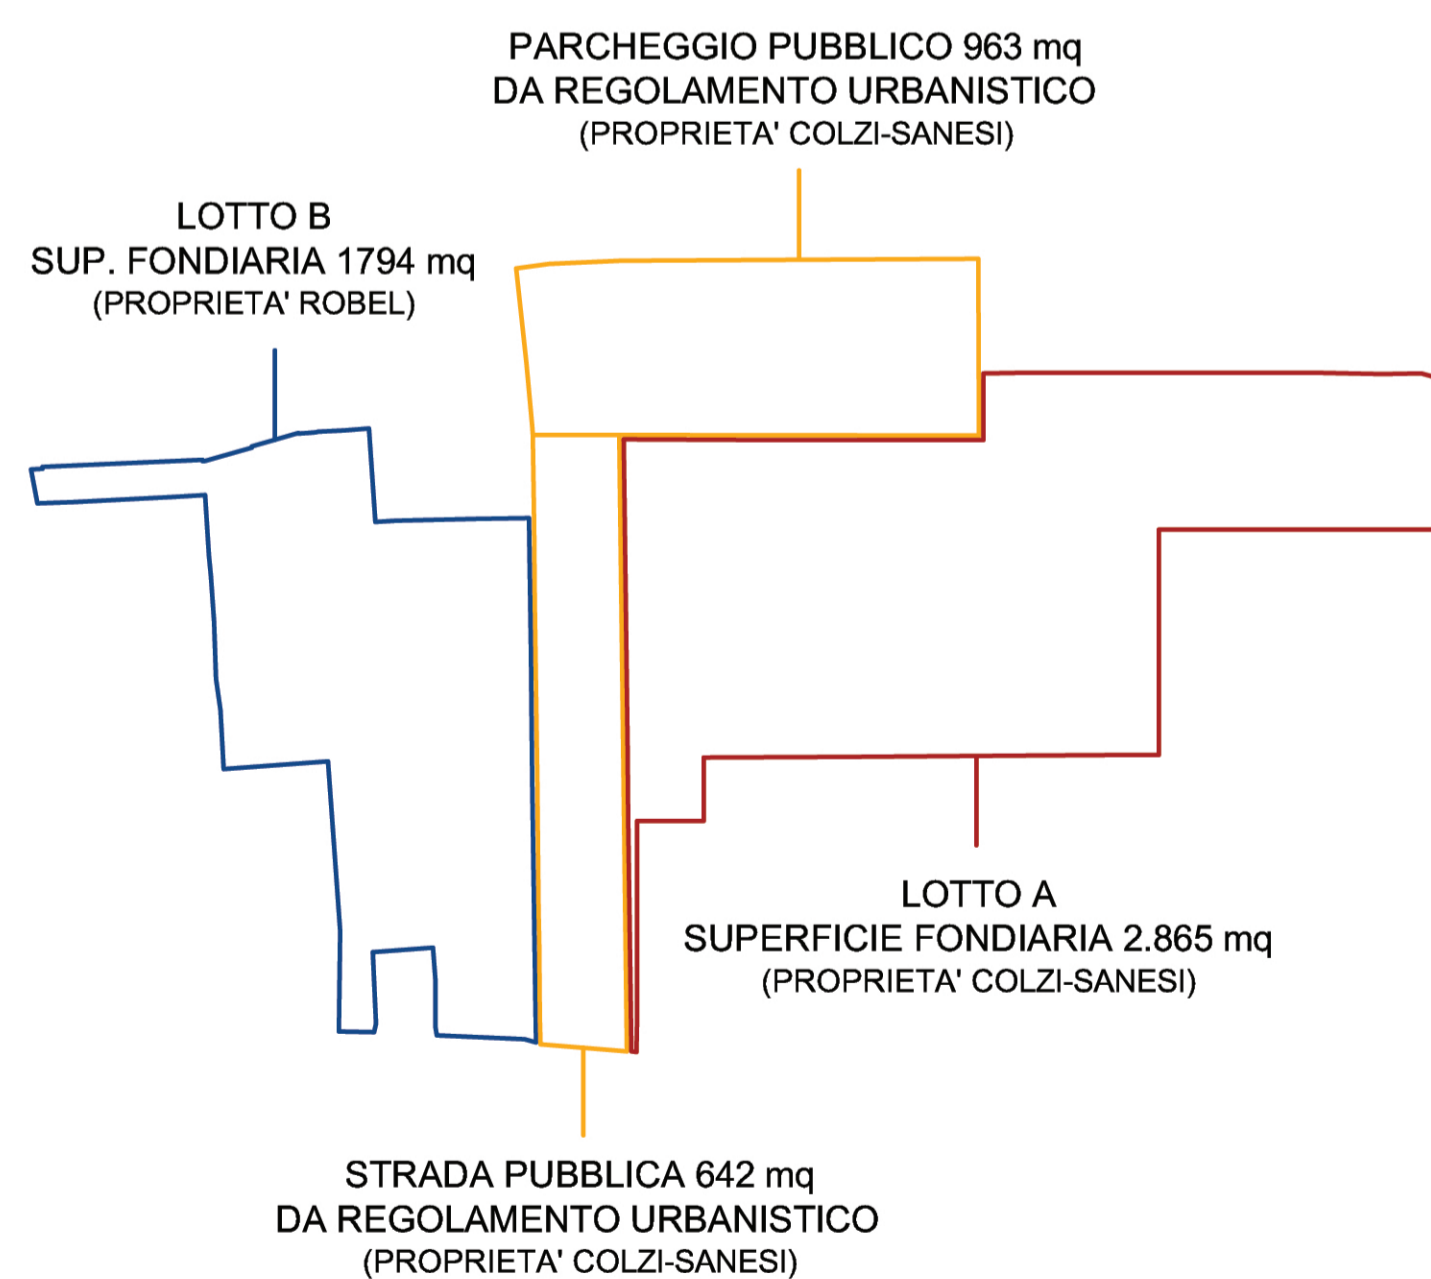 PARCHEGGIO PUBBLICO 963 mq
DA REGOLAMENTO URBANISTICO
(PROPRIETA' COLZI-SANESI)
LOTTO B
SUP. FONDIARIA 1794 mq
(PROPRIETA' ROBEL)
LOTTO A
SUPERFICIE FONDIARIA 2.865 mq
(PROPRIETA' COLZI-SANESI)
STRADA PUBBLICA 642 mq
DA REGOLAMENTO URBANISTICO
(PROPRIETA' COLZI-SANESI)